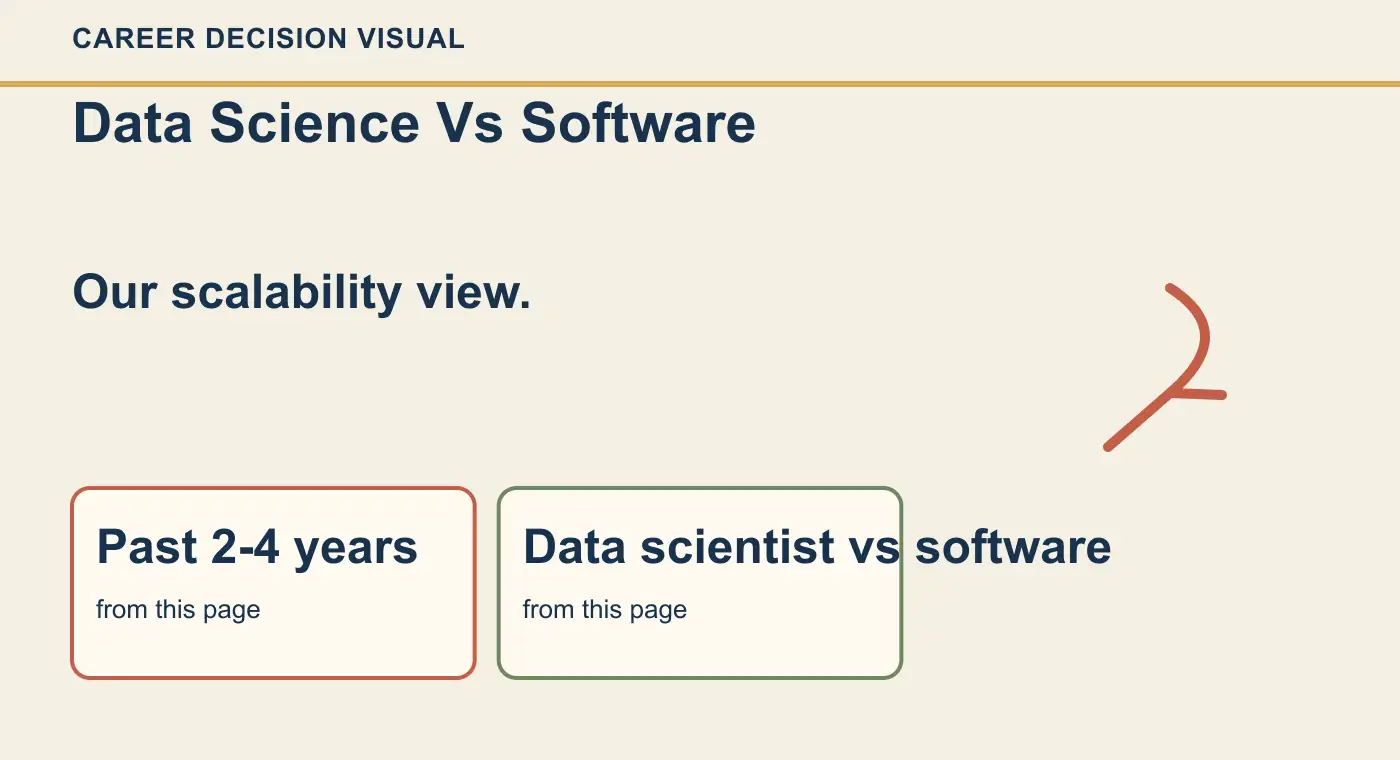 CAREER DECISION VISUAL
Data Science Vs Software
Our scalability view.
Past 2-4 years
from this page
Data scientist vs software
from this page